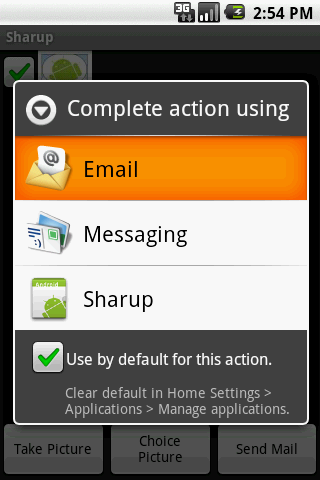 3G
2:54 PM
Sharup
Complete action using
@
Email
Messaging
Android
Sharup
Use by default for this action.
Clear default in Home Settings >
Applications > Manage applications.
Take Picture
Choice
Picture
Send Mail